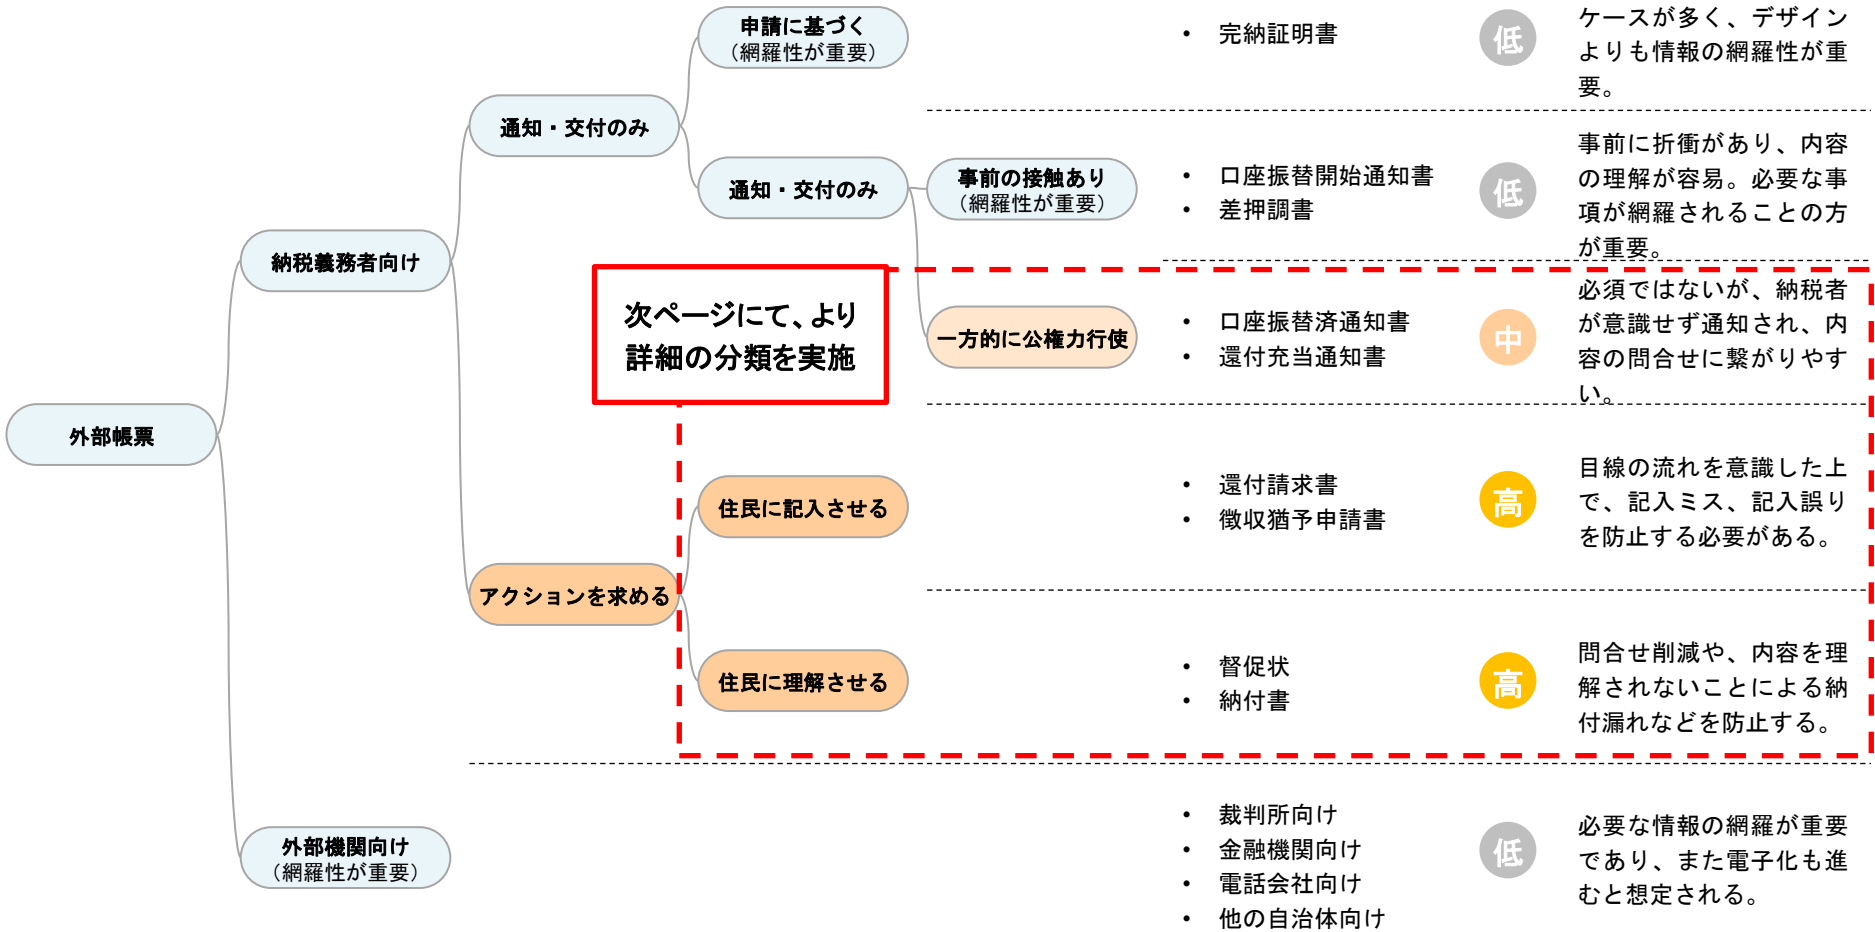 申請に基づく
（網羅性が重要）
• 完納証明書
低
ケースが多く、デザイン
よりも情報の網羅性が重
要。
通知・交付のみ
通知・交付のみ
事前の接触あり
（網羅性が重要）
• 口座振替開始通知書
• 差押調書
低
事前に折衝があり、内容
の理解が容易。必要な事
項が網羅されることの方
が重要。
納税義務者向け
次ページにて、より
詳細の分類を実施
一方的に公権力行使
• 口座振替済通知書
• 還付充当通知書
中
必須ではないが、納税者
が意識せず通知され、内
容の問合せに繋がりやす
い。
外部帳票
住民に記入させる
• 還付請求書
• 徴収猶予申請書
高
目線の流れを意識した上
で、記入ミス、記入誤り
を防止する必要がある。
アクションを求める
住民に理解させる
• 督促状
• 納付書
高
問合せ削減や、内容を理
解されないことによる納
付漏れなどを防止する。
外部機関向け
（網羅性が重要）
• 裁判所向け
• 金融機関向け
• 電話会社向け
• 他の自治体向け
低
必要な情報の網羅が重要
であり、また電子化も進
むと想定される。